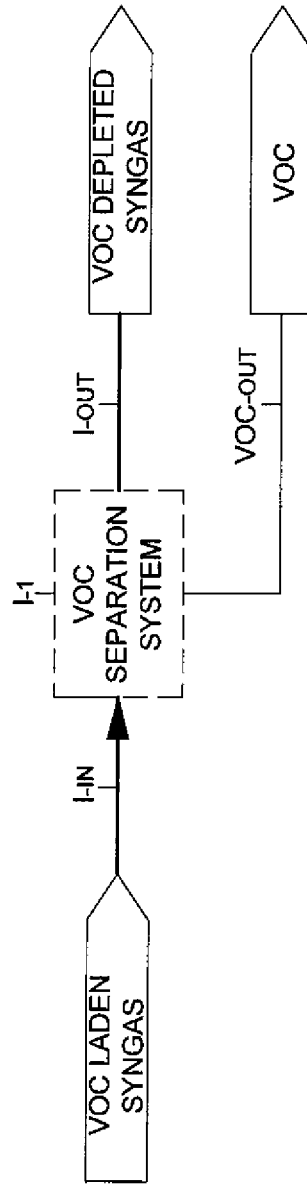 VOC LADEN
SYNGAS
I-IN
I-1
VOC
SEPARATION
SYSTEM
I-OUT
VOC DEPLETED
SYNGAS
VOC-OUT
VOC